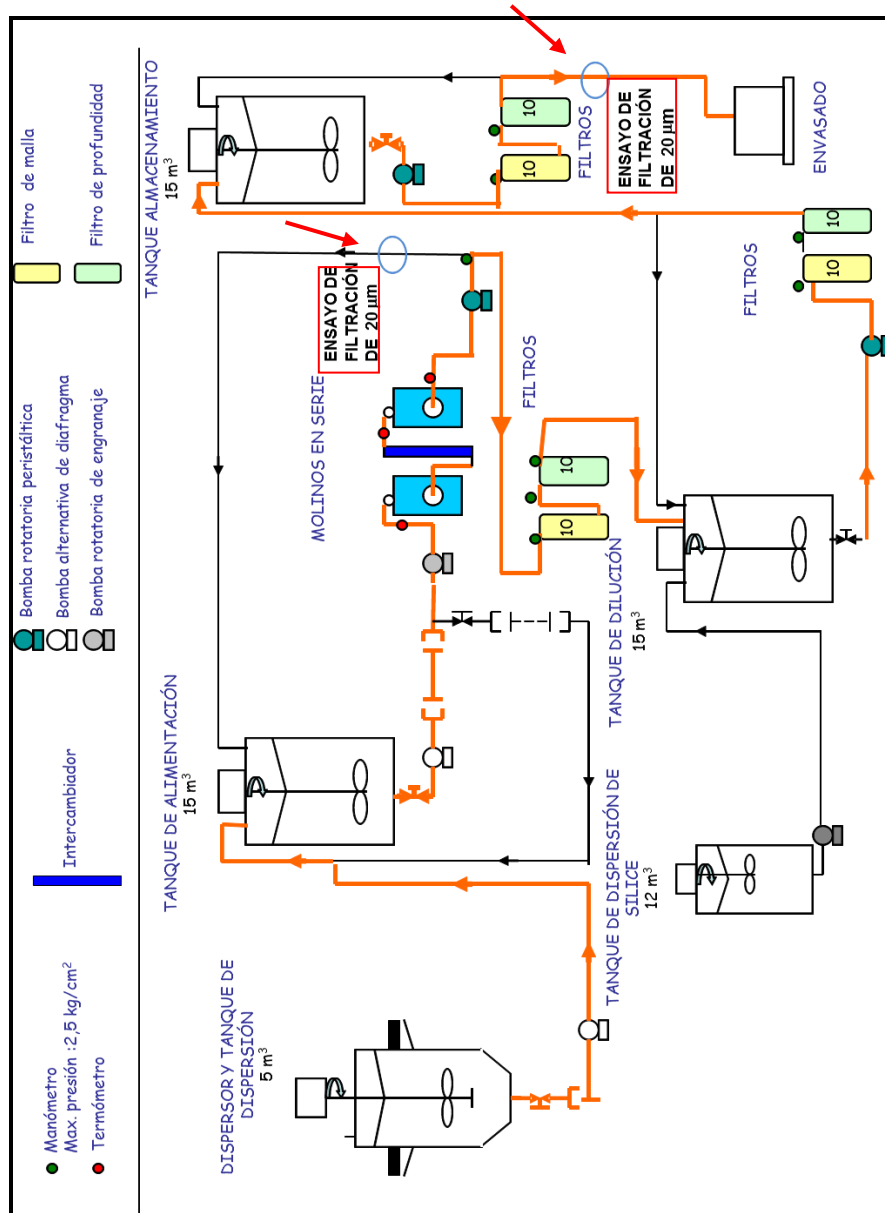 Manómetro
Max. presión :2,5 kg/cm²
Termómetro
Intercambiador
Bomba rotatoria peristáltica
Bomba alternativa de diafragma
Bomba rotatoria de engranaje
Filtro de malla
Filtro de profundidad
DISPERSOR Y TANQUE DE
DISPERSIÓN
5 m³
TANQUE DE ALIMENTACIÓN
15 m³
MOLINOS EN SERIE
ENSAYO DE
FILTRACIÓN
DE 20 µm
TANQUE ALMACENAMIENTO
15 m³
10
10
FILTROS
ENSAYO DE
FILTRACIÓN
DE 20 µm
ENVASADO
FILTROS
10
10
TANQUE DE DILUCIÓN
15 m³
TANQUE DE DISPERSIÓN DE
SILICE
12 m³
FILTROS
10
10